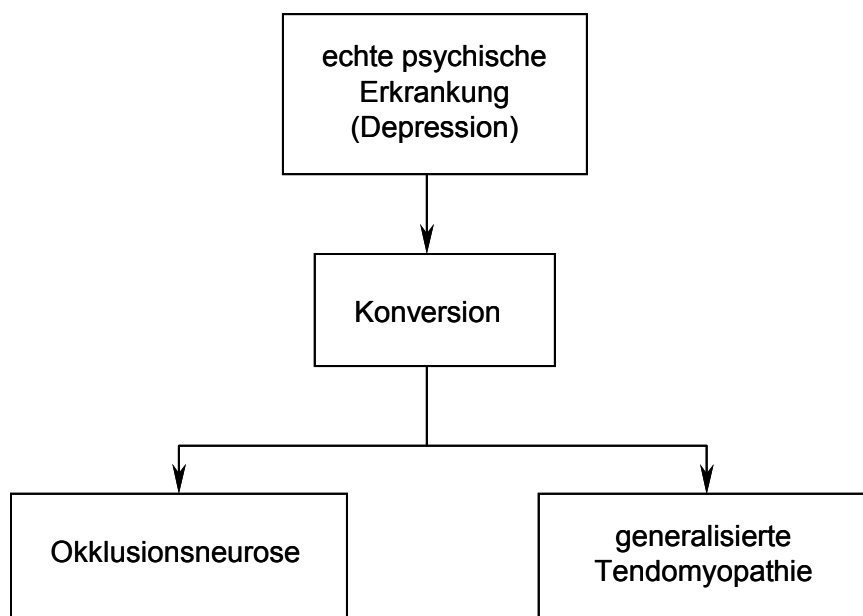 echte psychische
Erkrankung
(Depression)
Konversion
Okklusionsneurose
generalisierte
Tendomyopathie